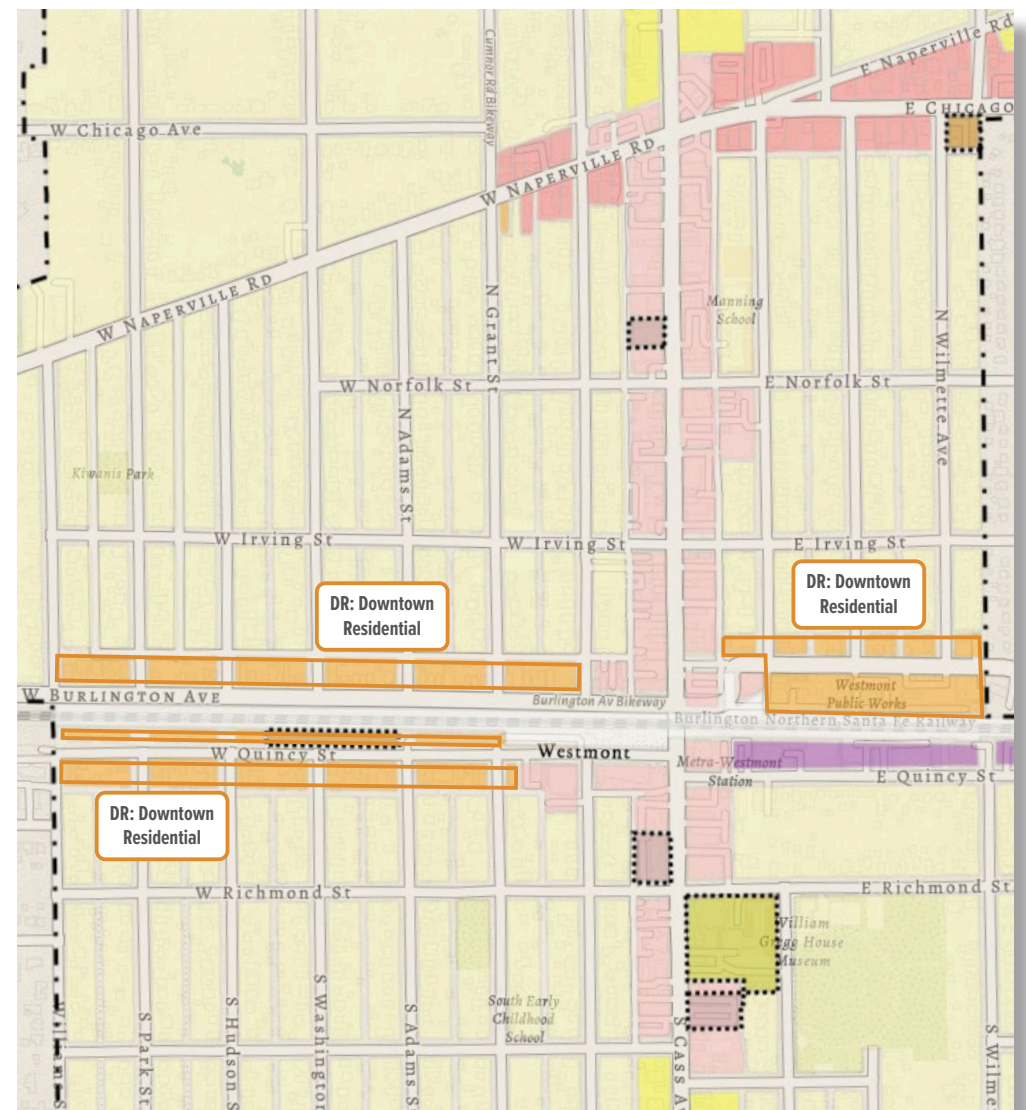 Cumnor Rd Bikeway
E Naperville Rd
E Chicago
W Chicago Ave
W Naperville Rd
W Naperville Rd
N Grant St
Manning
School
N Wilmette Ave
W Norfolk St
E Norfolk St
N Adams St
Kiwanis Park
W Irving St
W Irving St
E Irving St
DR: Downtown
Residential
DR: Downtown
Residential
Westmont
Public Works
W Burlington Ave
Burlington Av Bikeway
Burlington Northern Santa Fe Railway
W Quincy St
Westmont
Metra-Westmont
Station
E Quincy St
DR: Downtown
Residential
W Richmond St
E Richmond St
William
Gregg House
Museum
South Early
Childhood
School
S Park St
S Hudson S
S Washington
S Adams S
S Cass Av
S Wilme